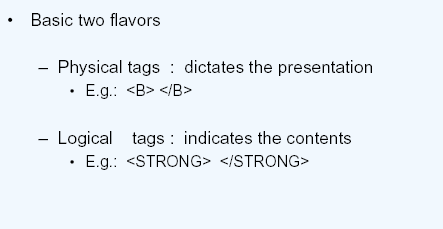 • Basic two flavors
– Physical tags : dictates the presentation
• E.g.: <B> </B>
– Logical tags : indicates the contents
• E.g.: <STRONG> </STRONG>